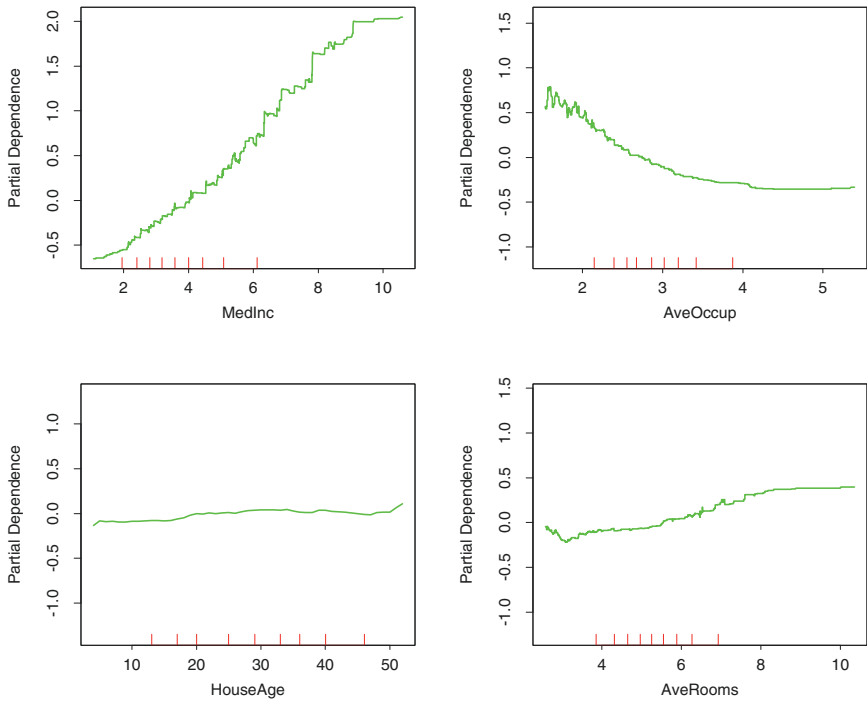 Partial Dependence
-0.5 0.0 0.5 1.0 1.5 2.0
2 4 6 8 10
MedInc
Partial Dependence
-1.0 -0.5 0.0 0.5 1.0 1.5
2 3 4 5
AveOccup
Partial Dependence
-1.0 -0.5 0.0 0.5 1.0
10 20 30 40 50
HouseAge
Partial Dependence
-1.0 -0.5 0.0 0.5 1.0 1.5
4 6 8 10
AveRooms